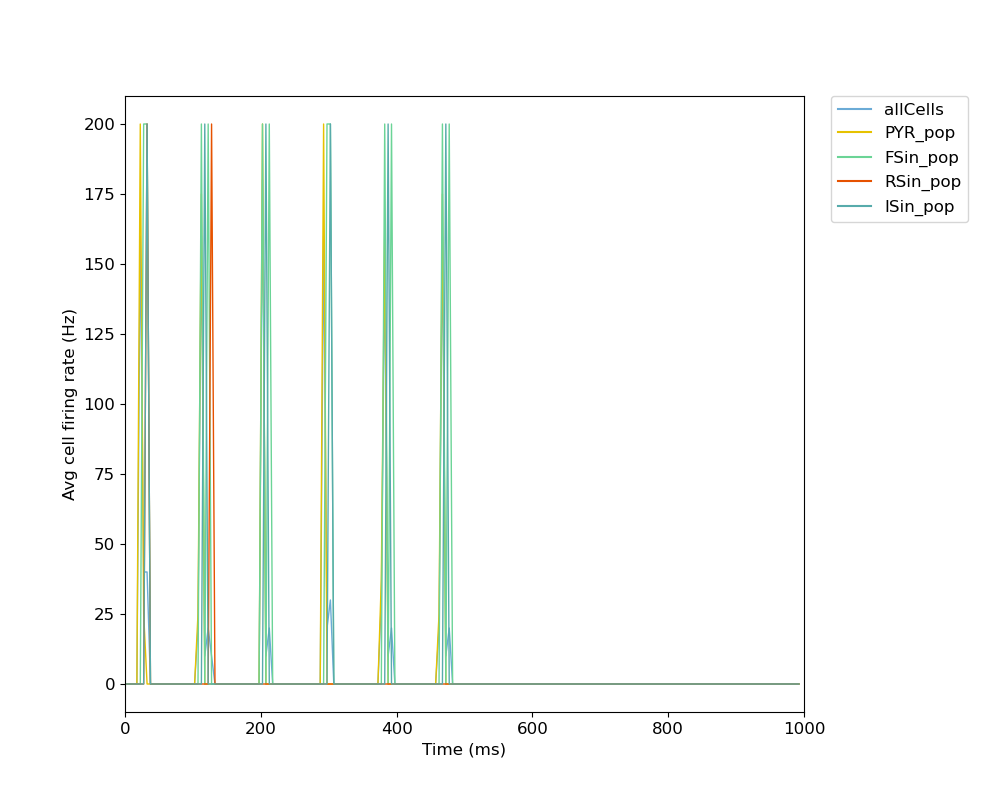 allCells
PYR_pop
FSin_pop
RSin_pop
ISin_pop
200
175
150
125
100
75
50
25
0
Avg cell firing rate (Hz)
0 200 400 600 800 1000
Time (ms)